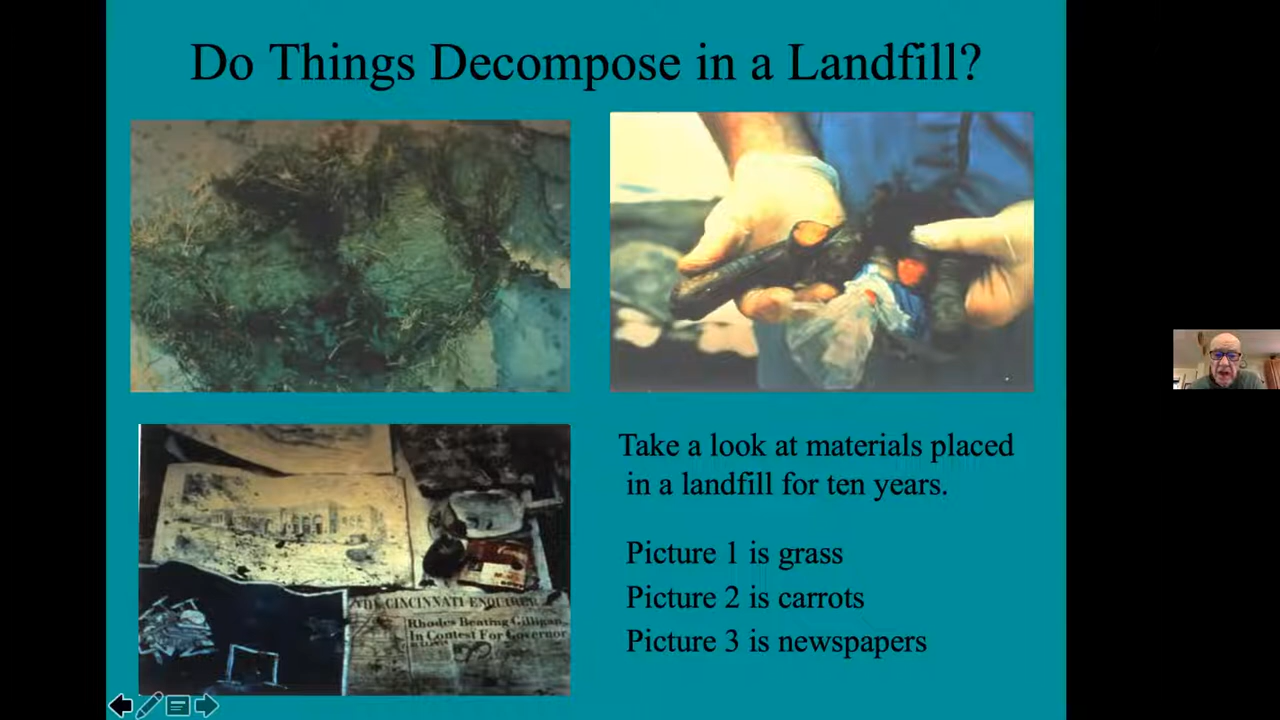 Do Things Decompose in a Landfill?
Take a look at materials placed
in a landfill for ten years.
Picture 1 is grass
Picture 2 is carrots
Picture 3 is newspapers
THE CINCINNATI ENQUIRER
Rhodes Beating Gilligan
In Contest For Governor